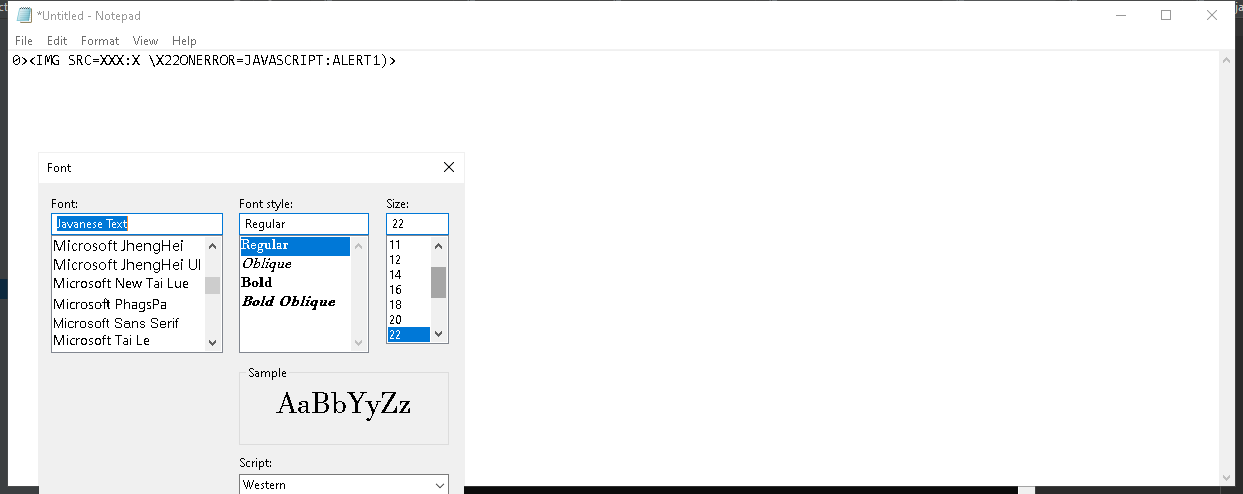 *Untitled - Notepad
File Edit Format View Help
0><IMG SRC=XXX:X \X22ONERROR=JAVASCRIPT:ALERT1)>
Font
Font: Font style: Size:
Javanese Text Regular 22
Microsoft JhengHei Regular 11
Microsoft JhengHei UI Oblique 12
Microsoft New Tai Lue Bold 14
Microsoft PhagsPa Bold Oblique 16
Microsoft Sans Serif 18
Microsoft Tai Le 20
22
Sample
AaBbYyZz
Script:
Western